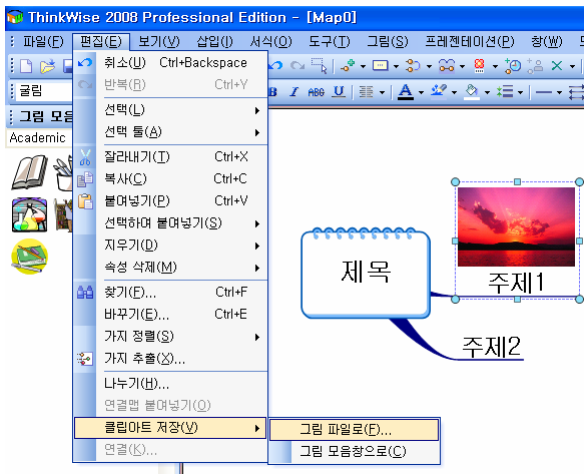 ThinkWise 2008 Professional Edition - [Map0]
파일(F) 편집(E) 보기(V) 삽입(I) 서식(O) 도구(T) 그림(S) 프레젠테이션(P) 창(W)
굴림
B I ABG U A
그림 모음
Academic
취소(U) Ctrl+Backspace
반복(R) Ctrl+Y
선택(L)
선택 툴(A)
잘라내기(T) Ctrl+X
복사(C) Ctrl+C
붙여넣기(P) Ctrl+V
선택하여 붙여넣기(S)
지우기(D)
속성 삭제(M)
찾기(F)... Ctrl+F
바꾸기(E)... Ctrl+E
가지 정렬(S)
가지 추출(X)...
나누기(H)...
연결맵 붙여넣기(O)
클립아트 저장(V)
연결(K)...
그림 파일로(F)...
그림 모음창으로(C)
제목
주제1
주제2